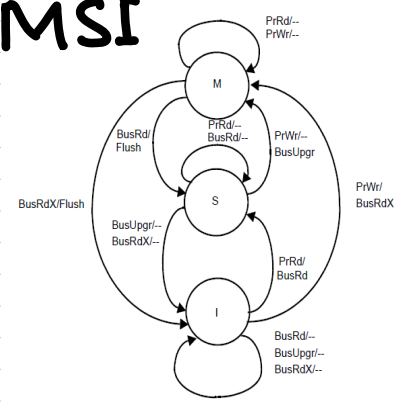 MSI
PrRd/--
PrWr/--
M
BusRd/
Flush
PrRd/--
BusRd/--
PrWr/--
BusUpgr
BusRdX/Flush
S
PrWr/
BusRdX
BusUpgr/--
BusRdX/--
PrRd/
BusRd
I
BusRd/--
BusUpgr/--
BusRdX/--